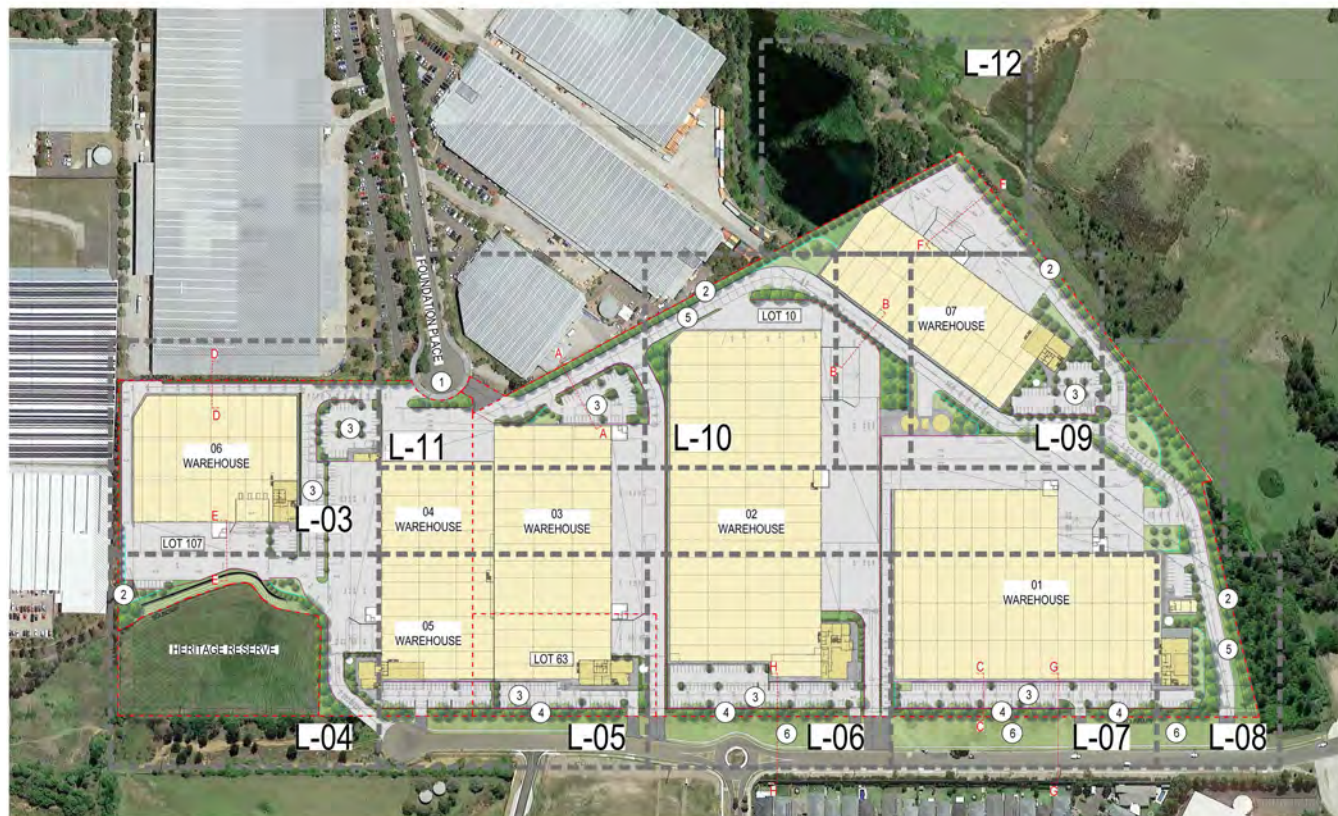 L-12
F
F
2
FOUNDATION PLACE
2
B
07
WAREHOUSE
5
LOT 10
A
D
1
B
3
D
3
3
A
06
WAREHOUSE
L-11
L-10
L-09
3
04
WAREHOUSE
03
WAREHOUSE
02
WAREHOUSE
E
L-03
LOT 107
E
01
WAREHOUSE
2
2
05
WAREHOUSE
HERITAGE RESERVE
LOT 63
5
H
C
G
3
3
3
4
4
4
4
C
L-04
L-05
6
L-06
6
L-07
6
L-08
H
G